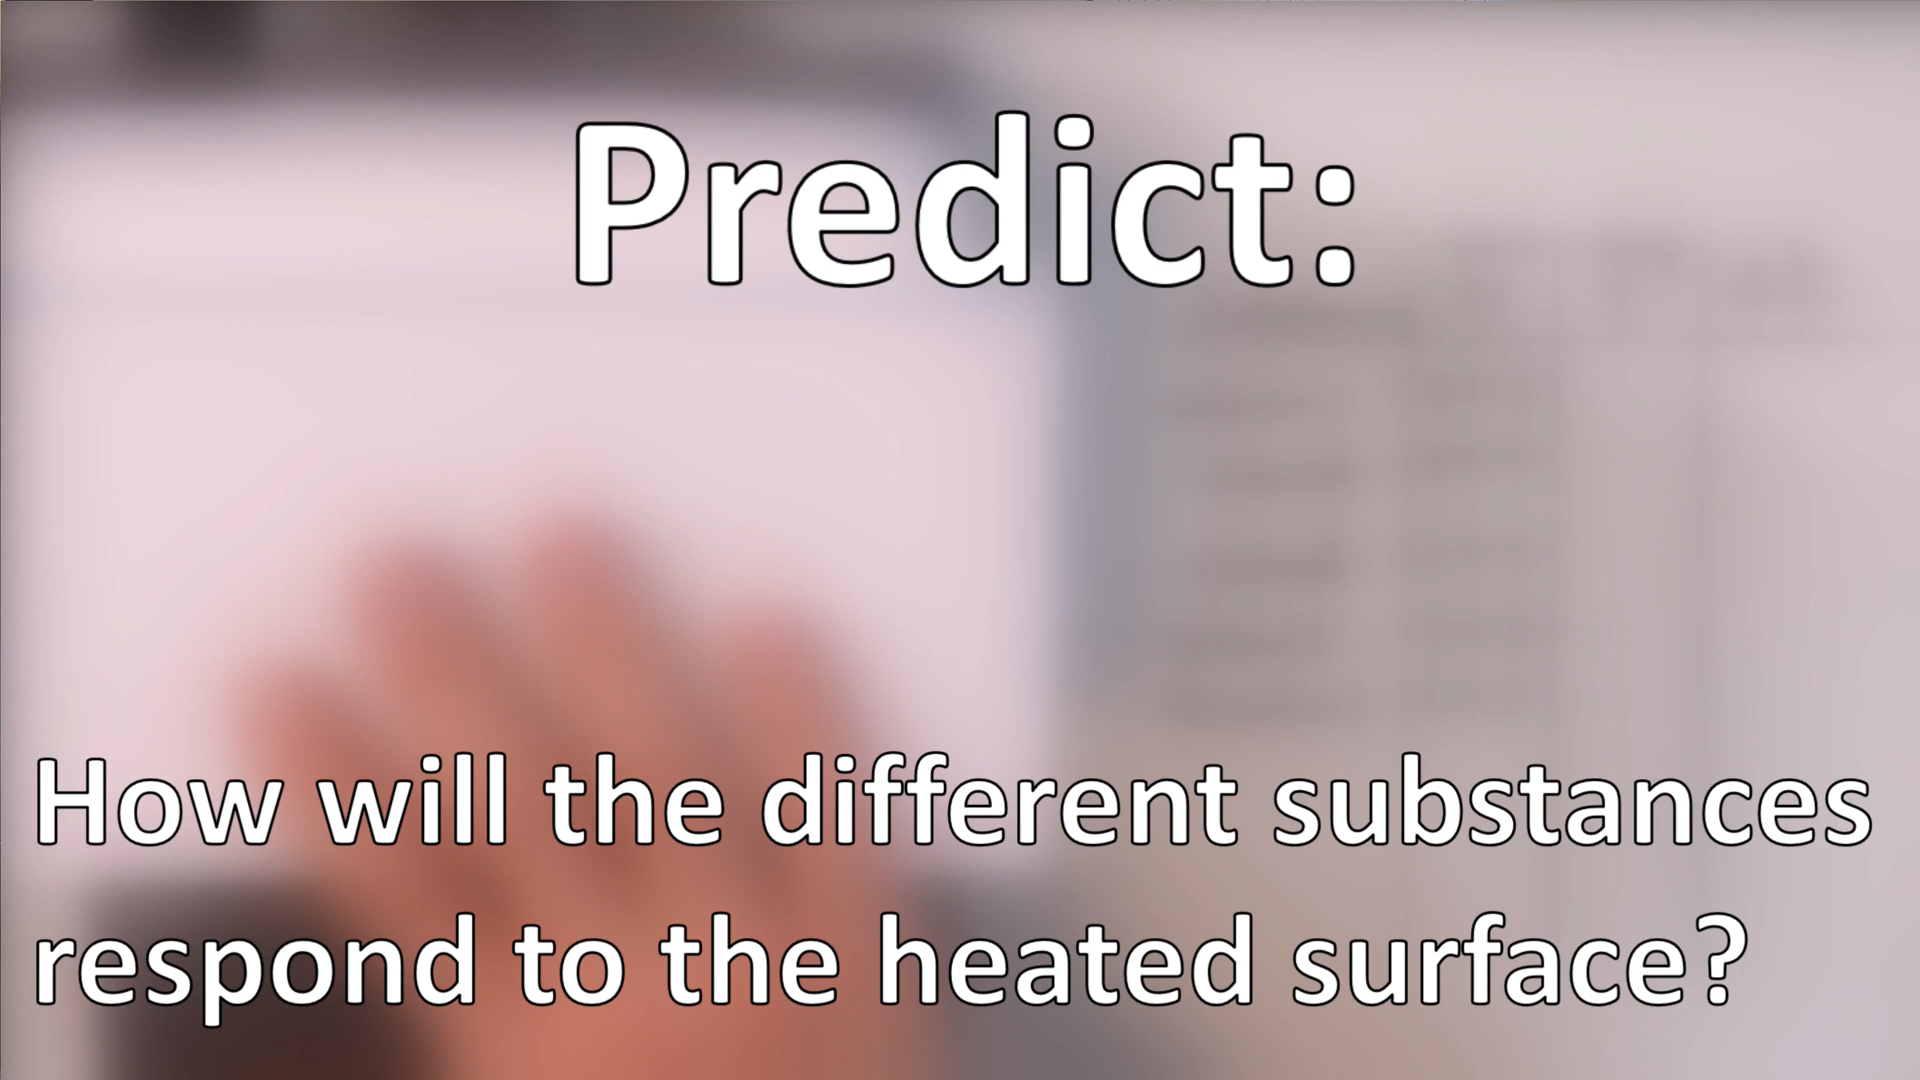 Predict:
How will the different substances
respond to the heated surface?